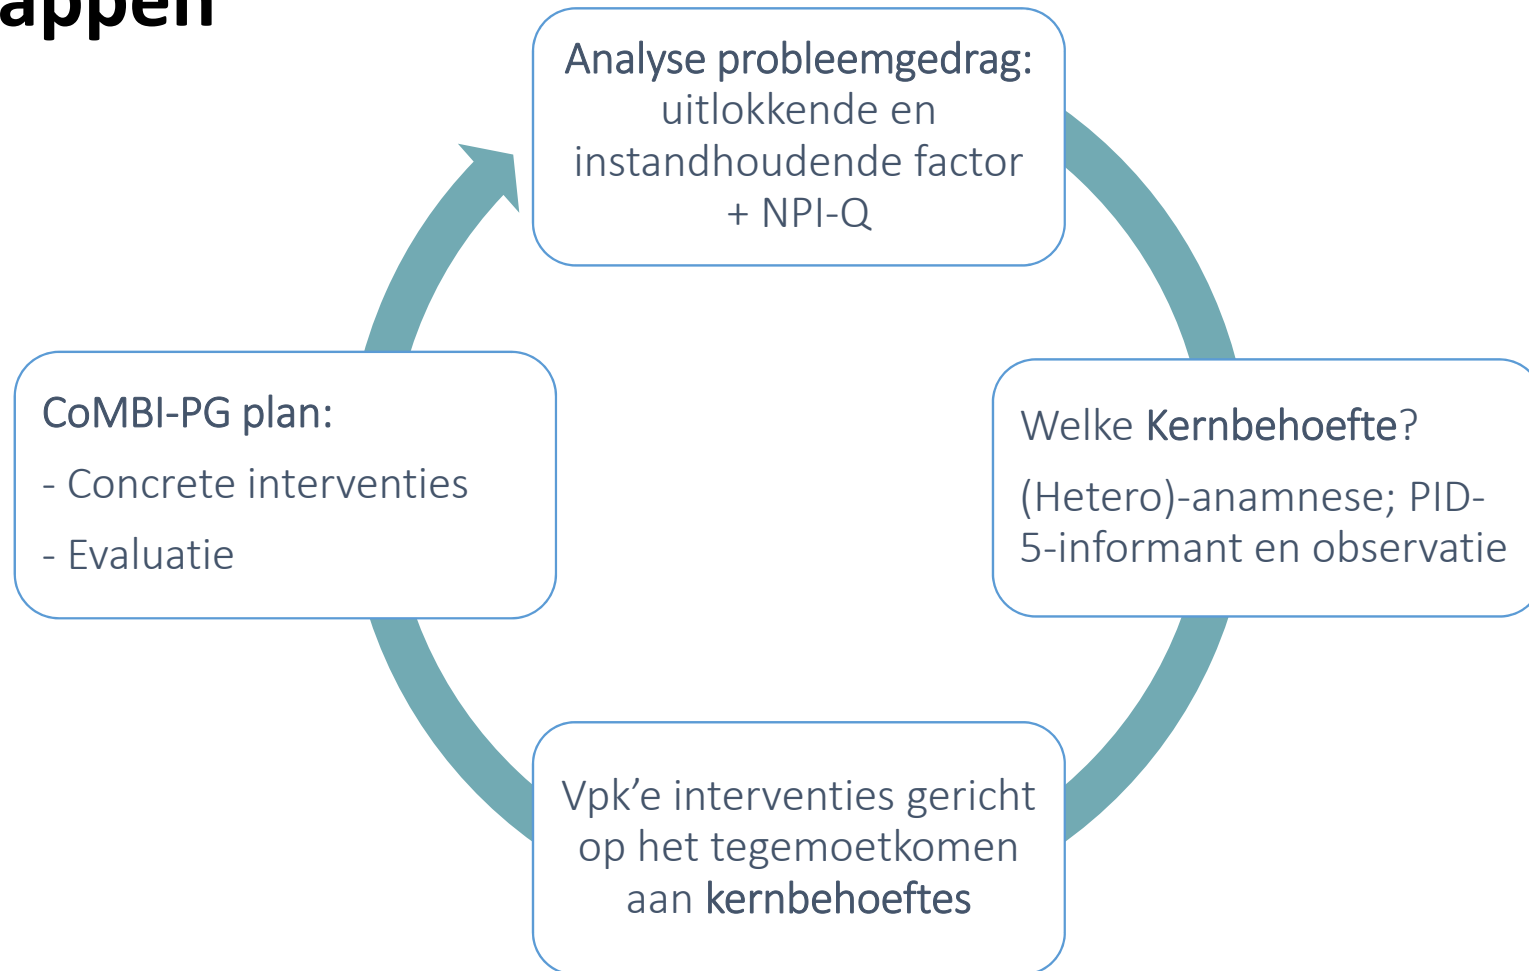 appen
Analyse probleemgedrag:
uitlokkende en
instandhoudende factor
+ NPI-Q
Welke Kernbehoefte?
(Hetero)-anamnese; PID-
5-informant en observatie
Vpk’e interventies gericht
op het tegemoetkomen
aan kernbehoeftes
CoMBI-PG plan:
- Concrete interventies
- Evaluatie